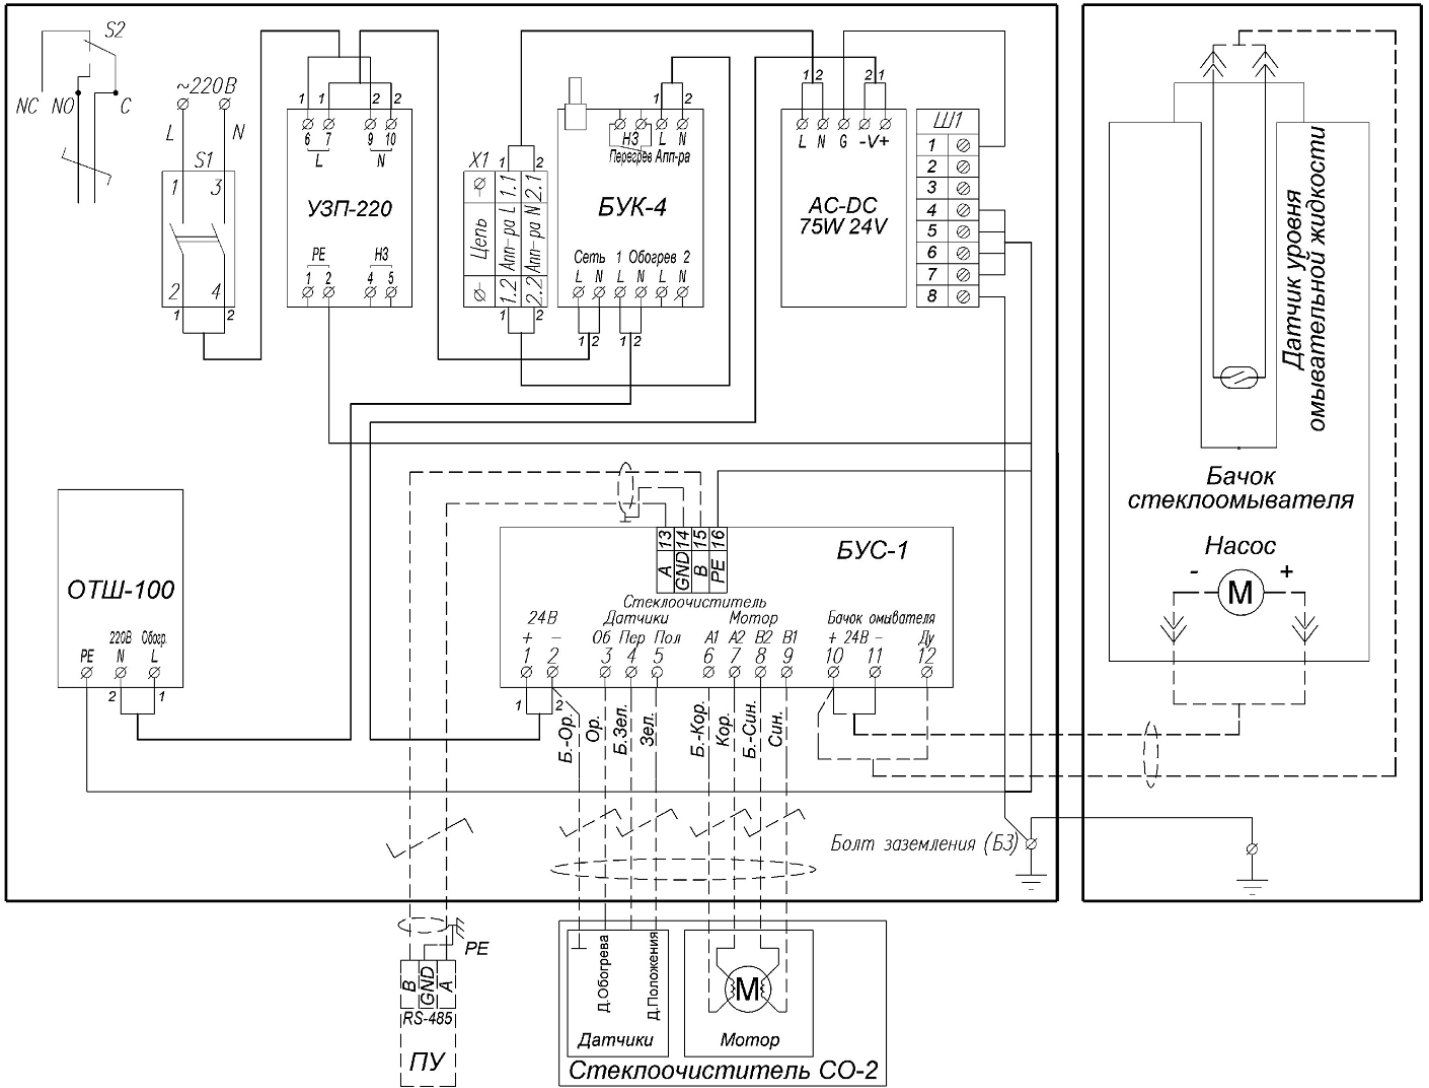 S2
NC NO C
~220В
L N
S1
1 3
2 4
1 2
1 1 2 2
6 7 9 10
L N
УЗП-220
PE НЗ
1 2 4 5
X1
1 2
Цепь
Апп-ра L 1.1
Апп-ра N 2.1
1.2
2.2
1 2
1 2
НЗ L N
Перегрев Апп-ра
БУК-4
Сеть 1 Обогрев 2
L N L N L N
1 2 1 2
1 2 2 1
L N G -V+
AC-DC
75W 24V
Ш1
1
2
3
4
5
6
7
8
Датчик уровня
омывательной жидкости
Бачок
стеклоомывателя
Насос
- +
М
ОТШ-100
220В Обогр.
PE N L
2 1
БУС-1
A 13
GND 14
B 15
PE 16
Стеклоочиститель
24В Датчики Мотор Бачок омывателя
+ – Об Пер Пол A1 A2 B2 B1 + 24В – Ду
1 2 3 4 5 6 7 8 9 10 11 12
1 2
Б.-Ор.
Ор.
Б.Зел.
Зел.
Б.-Кор.
Кор.
Б.-Син.
Син.
Болт заземления (БЗ)
PE
B
GND
A
RS-485
ПУ
Д.Обогрева
Д.Положения
М
Датчики Мотор
Стеклоочиститель СО-2